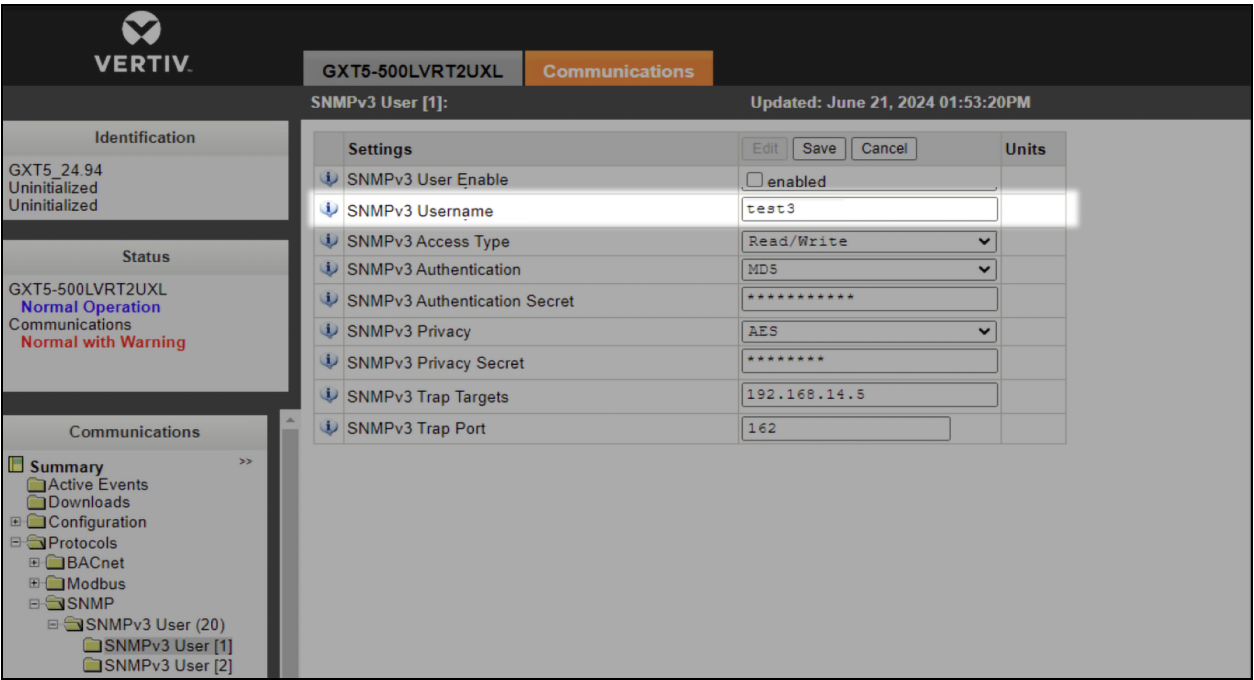 VERTIV.
GXT5-500LVRT2UXL
Communications
SNMPv3 User [1]:
Updated: June 21, 2024 01:53:20PM
Identification
GXT5_24.94
Uninitialized
Uninitialized
Status
GXT5-500LVRT2UXL
Normal Operation
Communications
Normal with Warning
Communications
Summary >>
Active Events
Downloads
Configuration
Protocols
BACnet
Modbus
SNMP
SNMPv3 User (20)
SNMPv3 User [1]
SNMPv3 User [2]
Settings Edit Save Cancel Units
SNMPv3 User Enable enabled
SNMPv3 Username test3
SNMPv3 Access Type Read/Write
SNMPv3 Authentication MD5
SNMPv3 Authentication Secret ***********
SNMPv3 Privacy AES
SNMPv3 Privacy Secret ********
SNMPv3 Trap Targets 192.168.14.5
SNMPv3 Trap Port 162